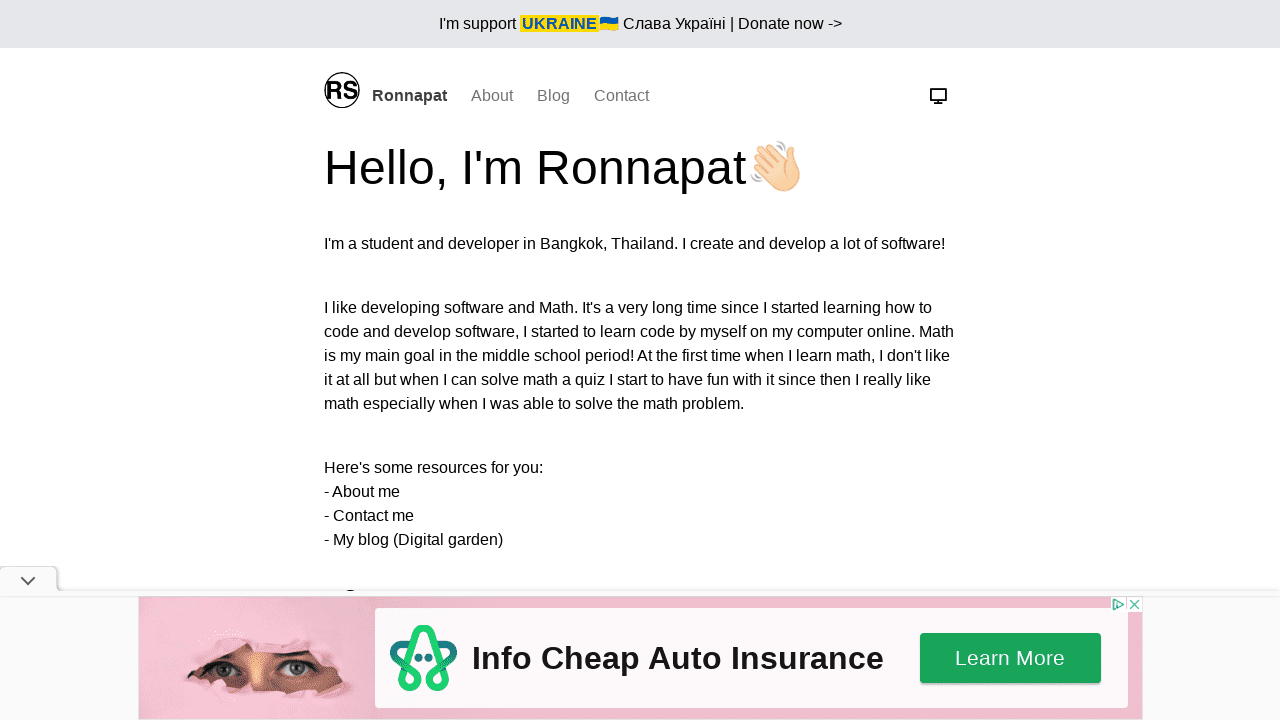 I'm support UKRAINE🇺🇦 Слава Україні | Donate now ->
RS Ronnapat About Blog Contact
Hello, I'm Ronnapat👋🏻
I'm a student and developer in Bangkok, Thailand. I create and develop a lot of software!
I like developing software and Math. It's a very long time since I started learning how to
code and develop software, I started to learn code by myself on my computer online. Math
is my main goal in the middle school period! At the first time when I learn math, I don't like
it at all but when I can solve math a quiz I start to have fun with it since then I really like
math especially when I was able to solve the math problem.
Here's some resources for you:
- About me
- Contact me
- My blog (Digital garden)
Info Cheap Auto Insurance
Learn More